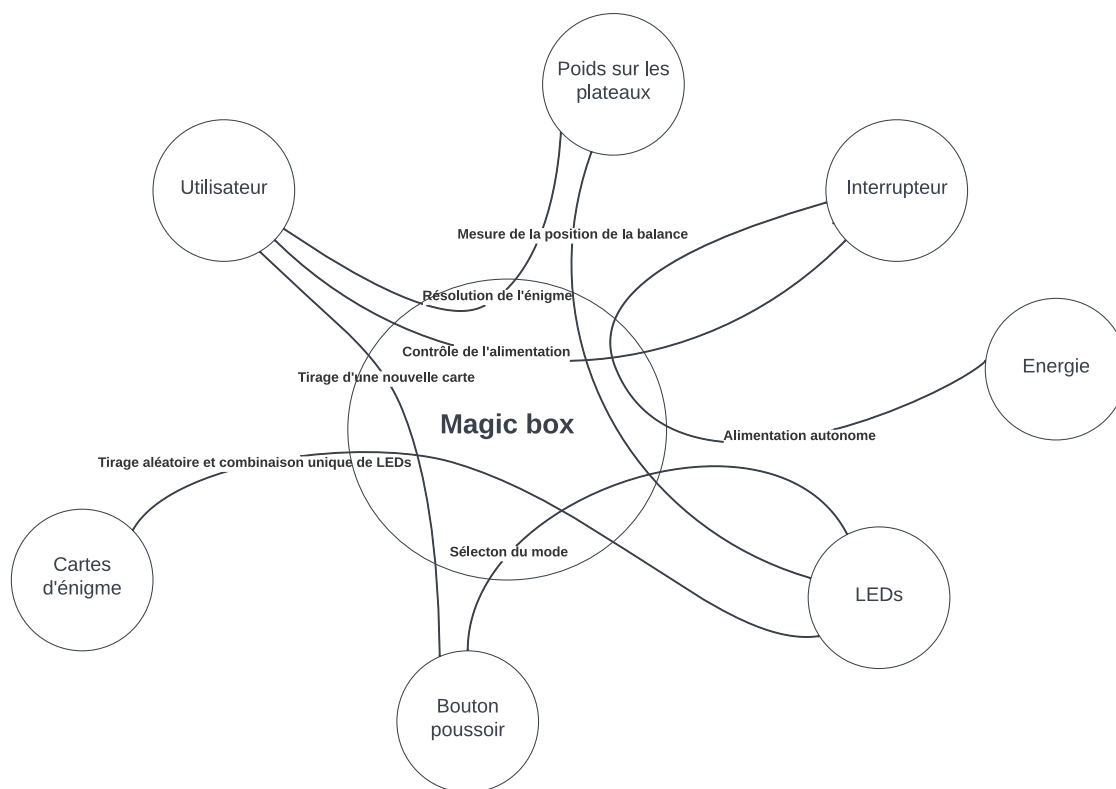 Poids sur les
plateaux
Utilisateur
Interrupteur
Mesure de la position de la balance
Résolution de l'énigme
Contrôle de l'alimentation
Energie
Tirage d'une nouvelle carte
Magic box
Alimentation autonome
Tirage aléatoire et combinaison unique de LEDs
Sélecton du mode
Cartes
d'énigme
LEDs
Bouton
poussoir